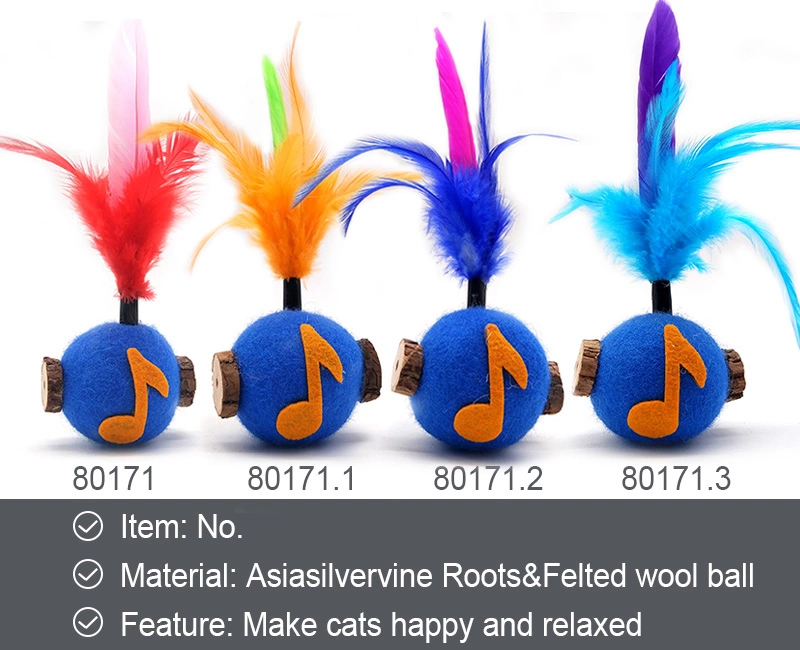 80171 80171.1 80171.2 80171.3
Item: No.
Material: Asiasilvervine Roots&Felted wool ball
Feature: Make cats happy and relaxed